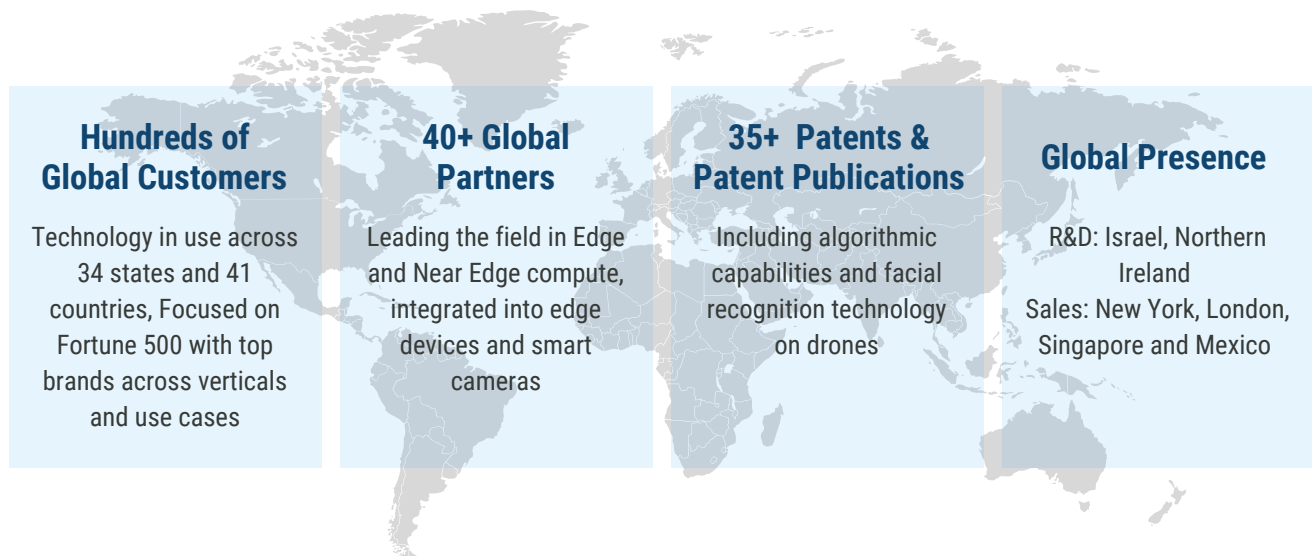 Hundreds of
Global Customers
Technology in use across
34 states and 41
countries, Focused on
Fortune 500 with top
brands across verticals
and use cases
40+ Global
Partners
Leading the field in Edge
and Near Edge compute,
integrated into edge
devices and smart
cameras
35+ Patents &
Patent Publications
Including algorithmic
capabilities and facial
recognition technology
on drones
Global Presence
R&D: Israel, Northern
Ireland
Sales: New York, London,
Singapore and Mexico